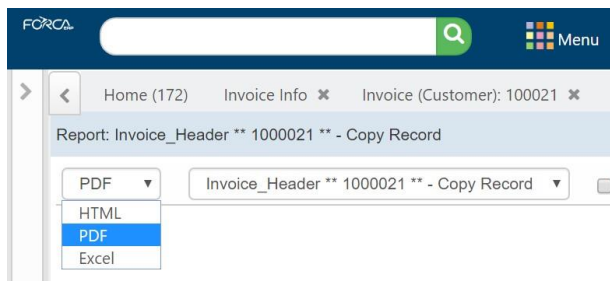 FORCA
Menu
Home (172) Invoice Info ✖ Invoice (Customer): 100021 ✖
Report: Invoice_Header ** 1000021 ** - Copy Record
PDF ▼ Invoice_Header ** 1000021 ** - Copy Record ▼
HTML
PDF
Excel